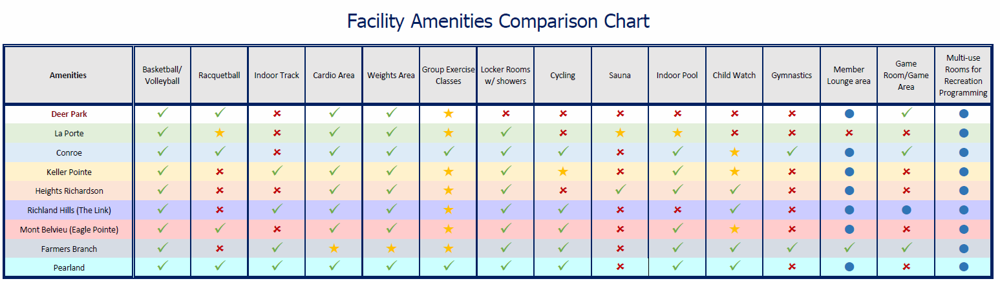 Facility Amenities Comparison Chart
Amenities
Basketball/
Volleyball
Racquetball
Indoor Track
Cardio Area
Weights Area
Group Exercise
Classes
Locker Rooms
w/ showers
Cycling
Sauna
Indoor Pool
Child Watch
Gymnastics
Member
Lounge area
Game
Room/Game
Area
Multi-use
Rooms for
Recreation
Programming
Deer Park
La Porte
Conroe
Keller Pointe
Heights Richardson
Richland Hills (The Link)
Mont Belvieu (Eagle Pointe)
Farmers Branch
Pearland